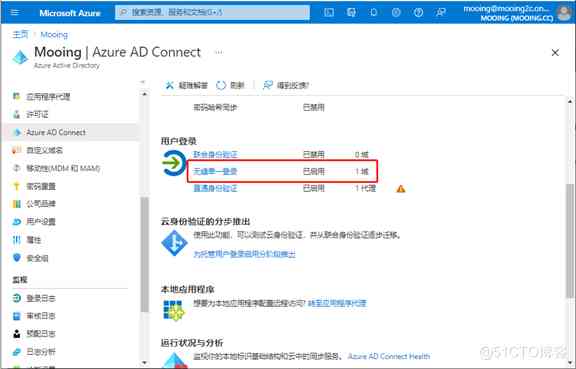 Microsoft Azure
搜索资源、服务和文档(G+/)
mooing@mooing2c.on...
MOOING (MOOING.CC)
主页 > Mooing >
Mooing | Azure AD Connect ...
Azure Active Directory
疑难解答 刷新 得到反馈?
应用程序代理
许可证
Azure AD Connect
自定义域名
移动性(MDM 和 MAM)
密码重置
公司品牌
用户设置
属性
安全组
监视
登录日志
审核日志
预配日志
日志分析
密码哈希同步 已禁用
用户登录
联合身份验证 已禁用 0 域
无缝单一登录 已启用 1 域
直通身份验证 已启用 1 代理
云身份验证的分步推出
使用此功能，可以测试云身份验证，并从联合身份验证逐步迁移。
为托管用户登录启用分阶段推出
本地应用程序
想要为本地应用程序配置远程访问? 转至应用程序代理
运行状况与分析
监视你的本地标识基础结构和云中的同步服务。 Azure AD Connect Health
@51CTO博客